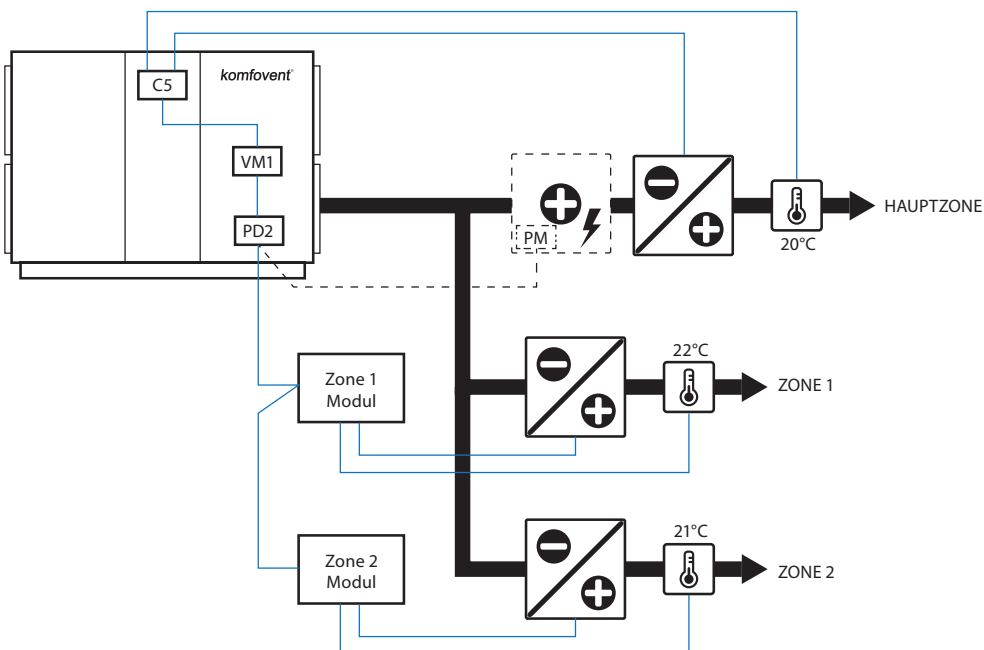 C5
komfovent
VM1
PD2
PM
20°C
HAUPTZONE
Zone 1
Modul
22°C
ZONE 1
Zone 2
Modul
21°C
ZONE 2